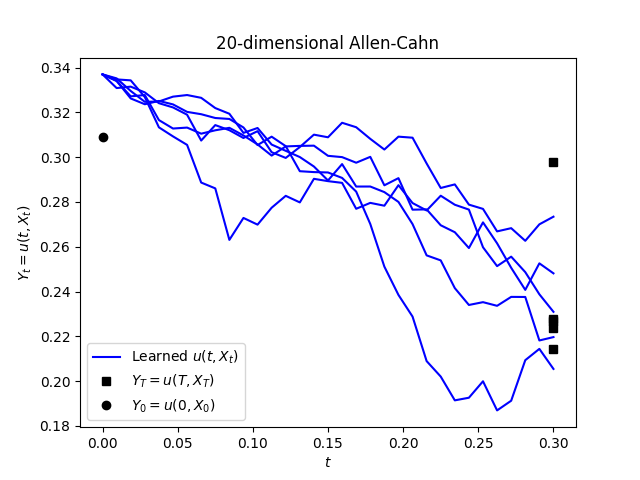 20-dimensional Allen-Cahn
0.34
0.32
0.30
0.28
0.26
0.24
0.22
0.20
0.18
Y_t = u(t, X_t)
Learned u(t, X_t)
Y_T = u(T, X_T)
Y_0 = u(0, X_0)
0.00 0.05 0.10 0.15 0.20 0.25 0.30
t